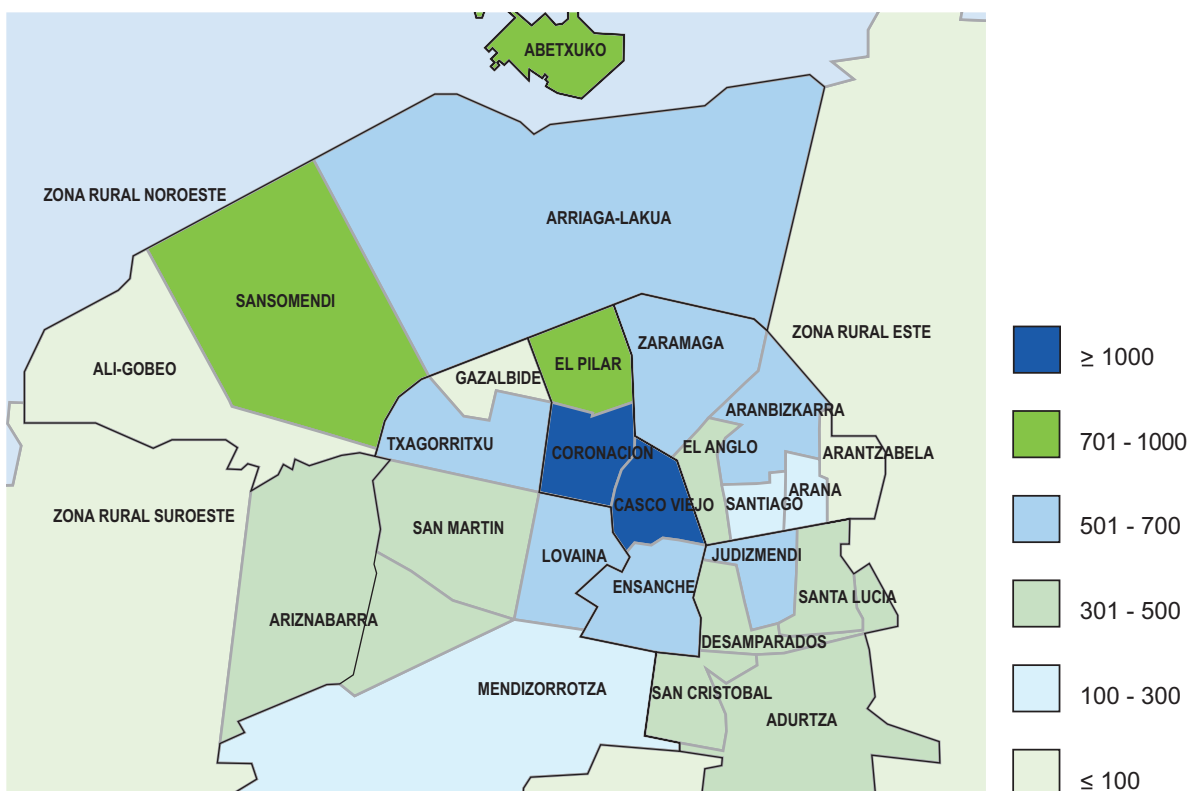 ABETXUKO
ZONA RURAL NOROESTE
ARRIAGA-LAKUA
SANSOMENDI
ZONA RURAL ESTE
ZARAMAGA
≥ 1000
EL PILAR
ALI-GOBEO
GAZALBIDE
ARANBIZKARRA
701 - 1000
TXAGORRITXU
EL ANGLO
CORONACIÓN
ARANTZABELA
ARANA
CASCO VIEJO
SANTIAGO
ZONA RURAL SUROESTE
SAN MARTIN
501 - 700
LOVAINA
JUDIZMENDI
ENSANCHE
SANTA LUCIA
301 - 500
ARIZNABARRA
DESAMPARADOS
MENDIZORROTZA
SAN CRISTOBAL
100 - 300
ADURTZA
≤ 100